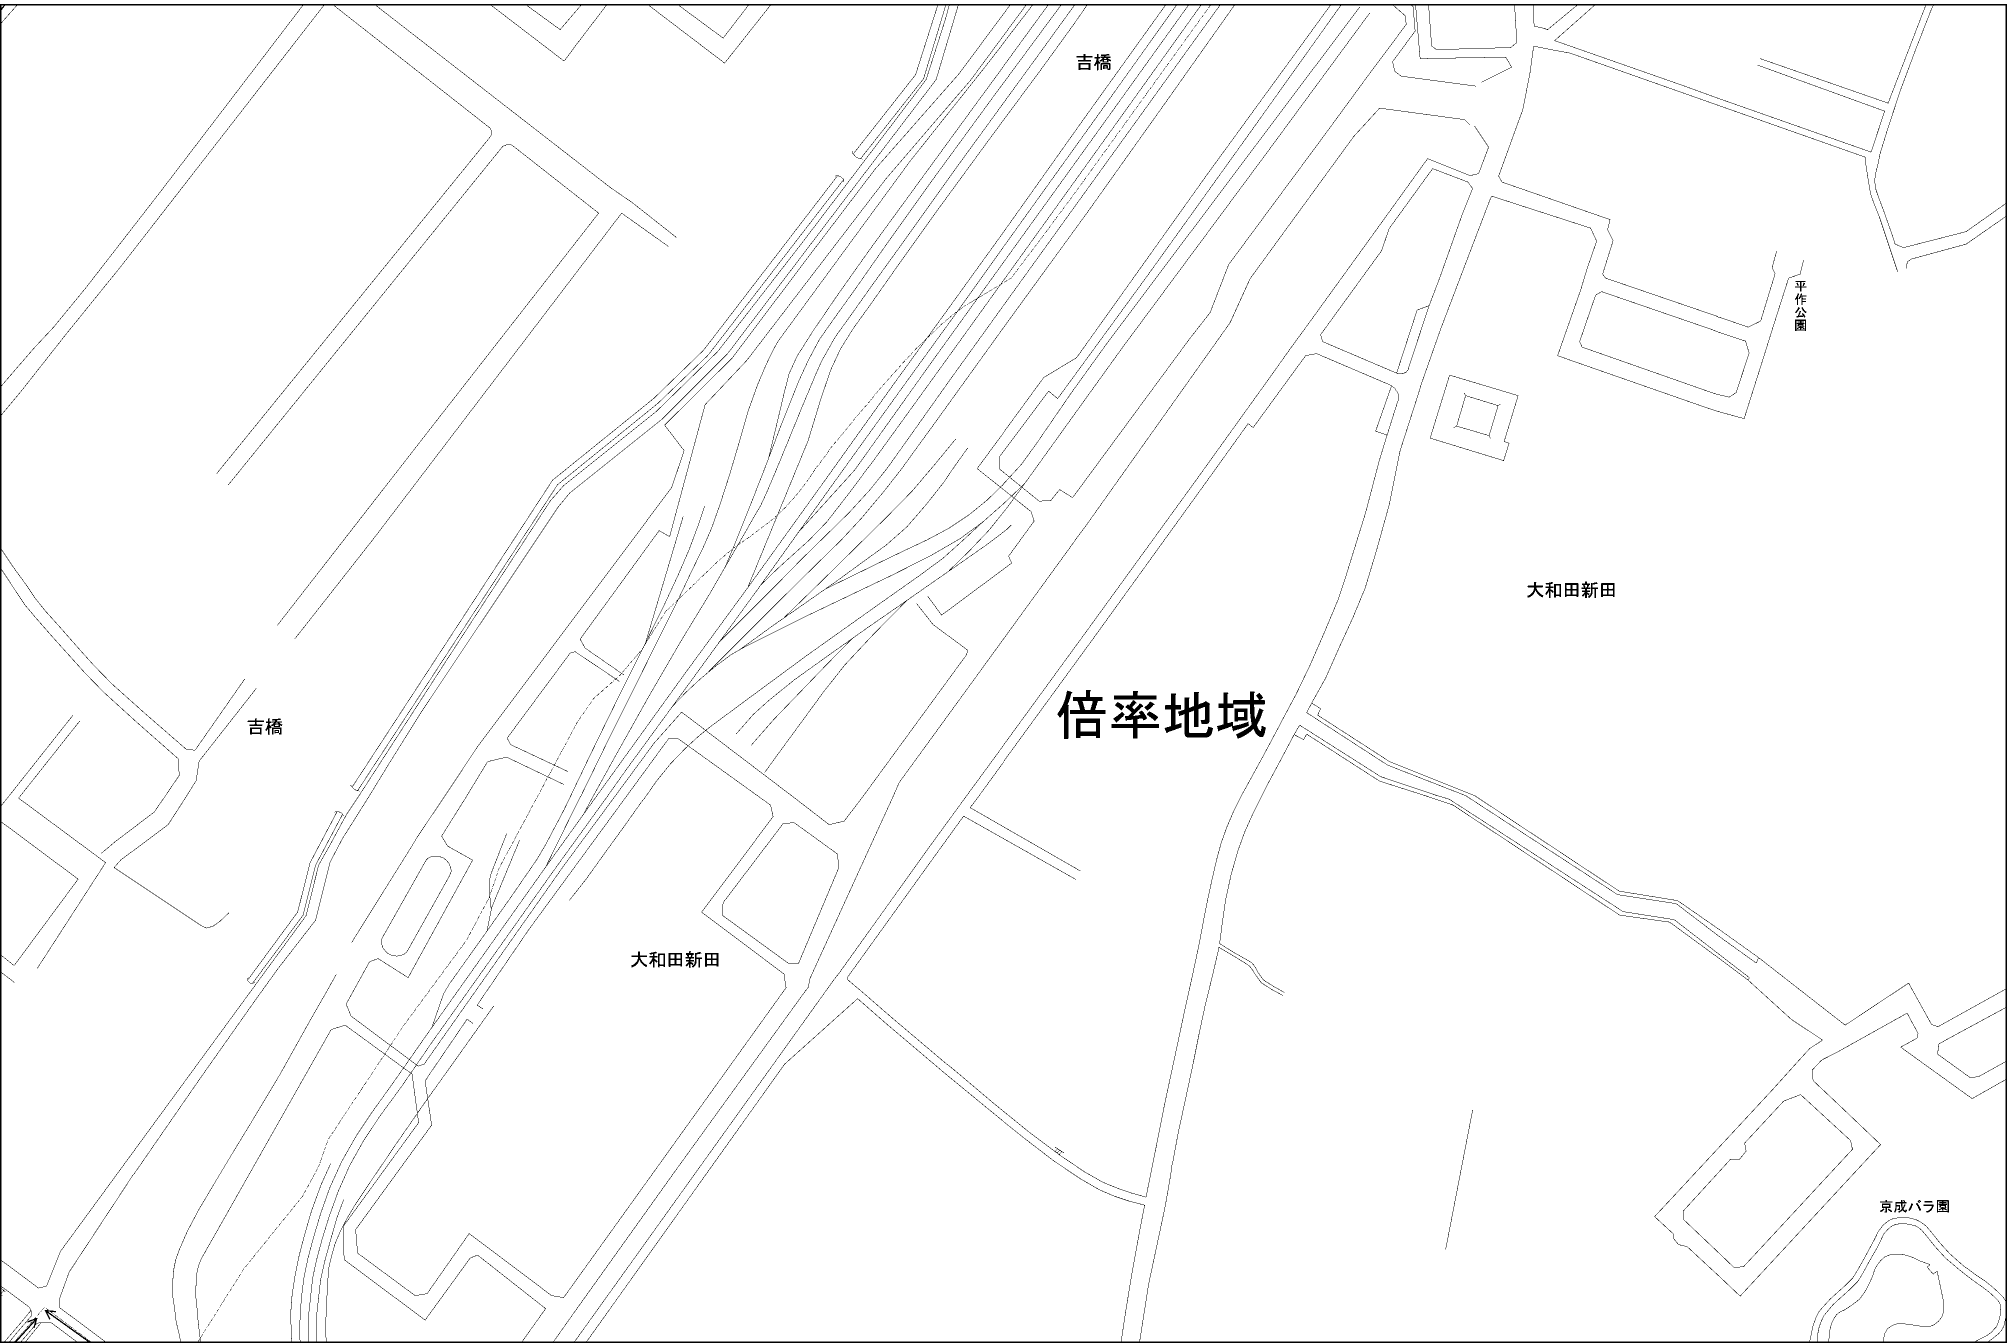 吉橋
平作公園
大和田新田
倍率地域
吉橋
大和田新田
京成バラ園